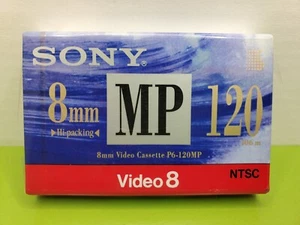 SONY
8mm
Hi-packing
MP
120
8mm Video Cassette P6-120MP
Video 8
NTSC